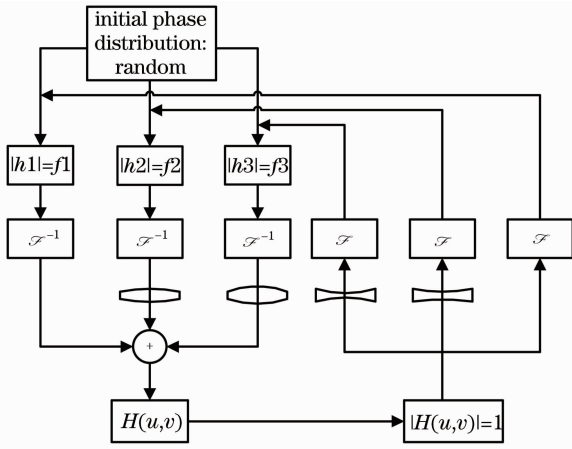 initial phase
distribution:
random
|h1|=f1
|h2|=f2
|h3|=f3
ℱ⁻¹
ℱ⁻¹
ℱ⁻¹
ℱ
ℱ
ℱ
+
H(u,v)
|H(u,v)|=1